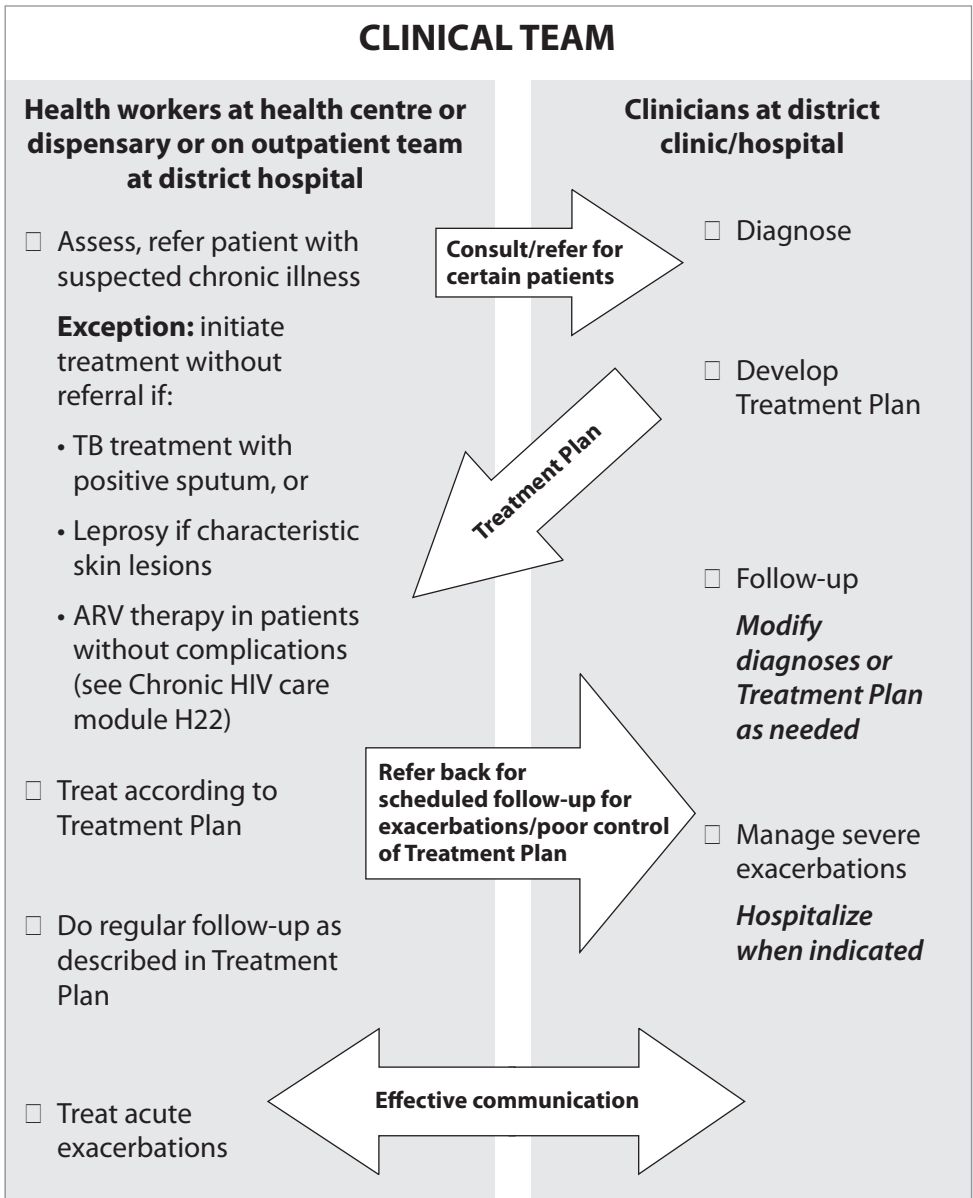 CLINICAL TEAM
Health workers at health centre or
dispensary or on outpatient team
at district hospital
□ Assess, refer patient with
suspected chronic illness
Exception: initiate
treatment without
referral if:
• TB treatment with
positive sputum, or
• Leprosy if characteristic
skin lesions
• ARV therapy in patients
without complications
(see Chronic HIV care
module H22)
□ Treat according to
Treatment Plan
□ Do regular follow-up as
described in Treatment
Plan
□ Treat acute
exacerbations
Consult/refer for
certain patients
Treatment Plan
Refer back for
scheduled follow-up for
exacerbations/poor control
of Treatment Plan
Effective communication
Clinicians at district
clinic/hospital
□ Diagnose
□ Develop
Treatment Plan
□ Follow-up
Modify
diagnoses or
Treatment Plan
as needed
□ Manage severe
exacerbations
Hospitalize
when indicated